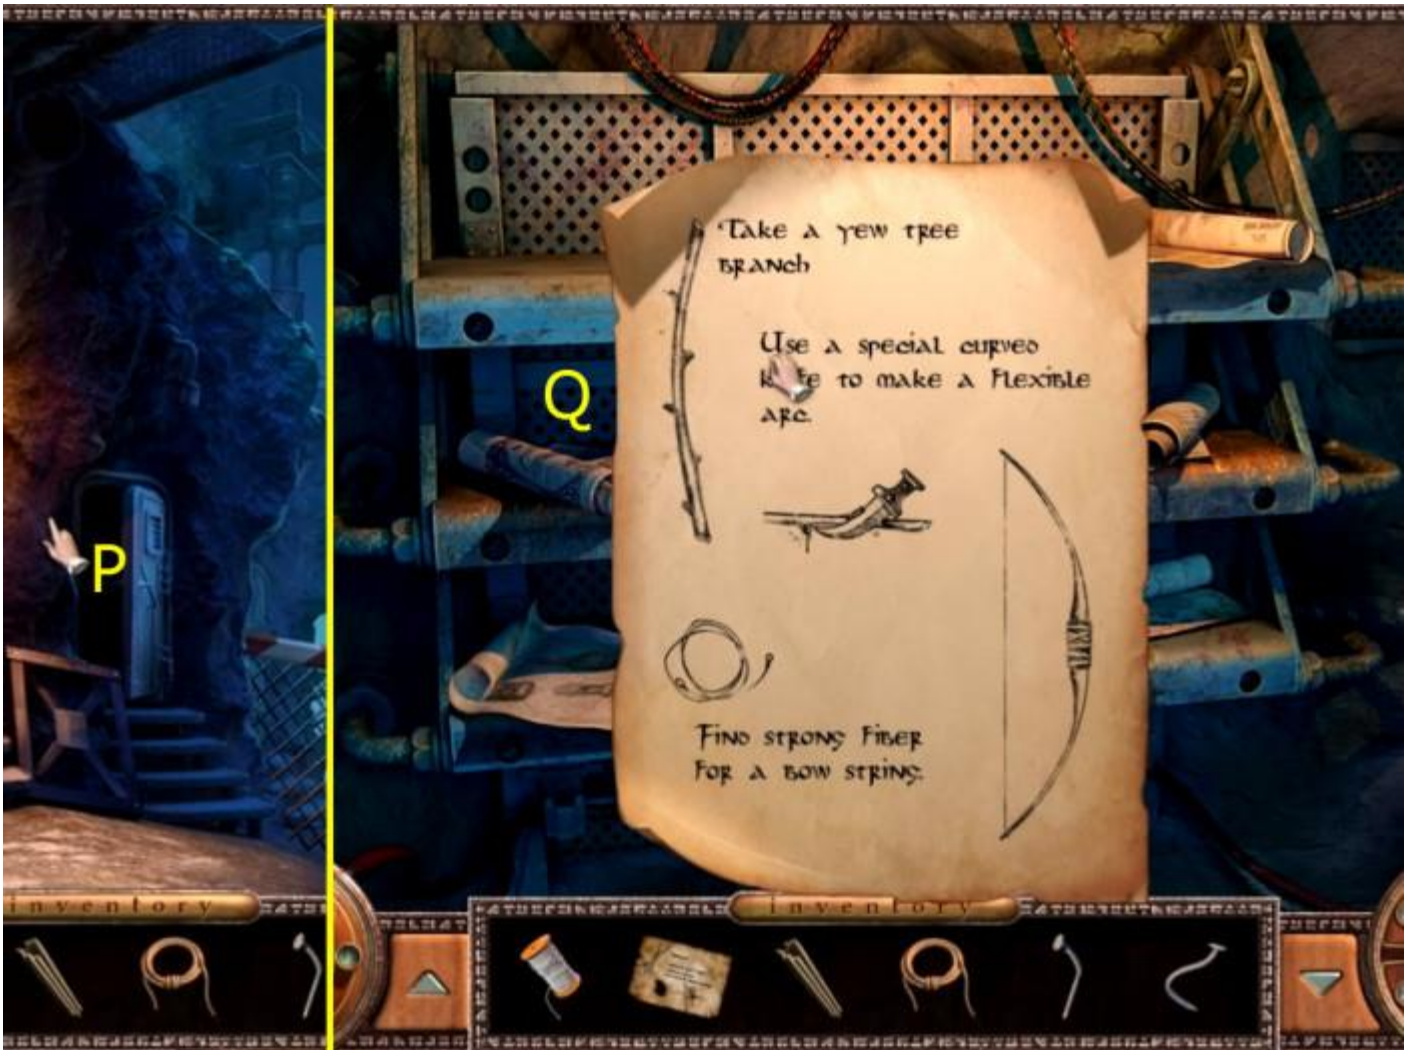 P
Q
Take a yew tree
branch
Use a special curved
to make a flexible
arc.
Find strong fiber
for a bow string.
inventory
inventory